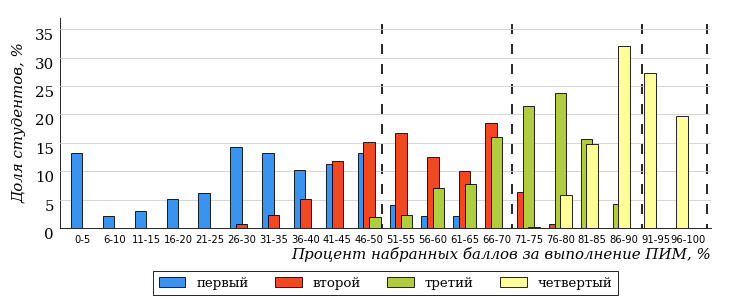 Доля студентов, %
35
30
25
20
15
10
5
0
0-5 6-10 11-15 16-20 21-25 26-30 31-35 36-40 41-45 46-50 51-55 56-60 61-65 66-70 71-75 76-80 81-85 86-90 91-95 96-100
Процент набранных баллов за выполнение ПИМ, %
первый второй третий четвертый